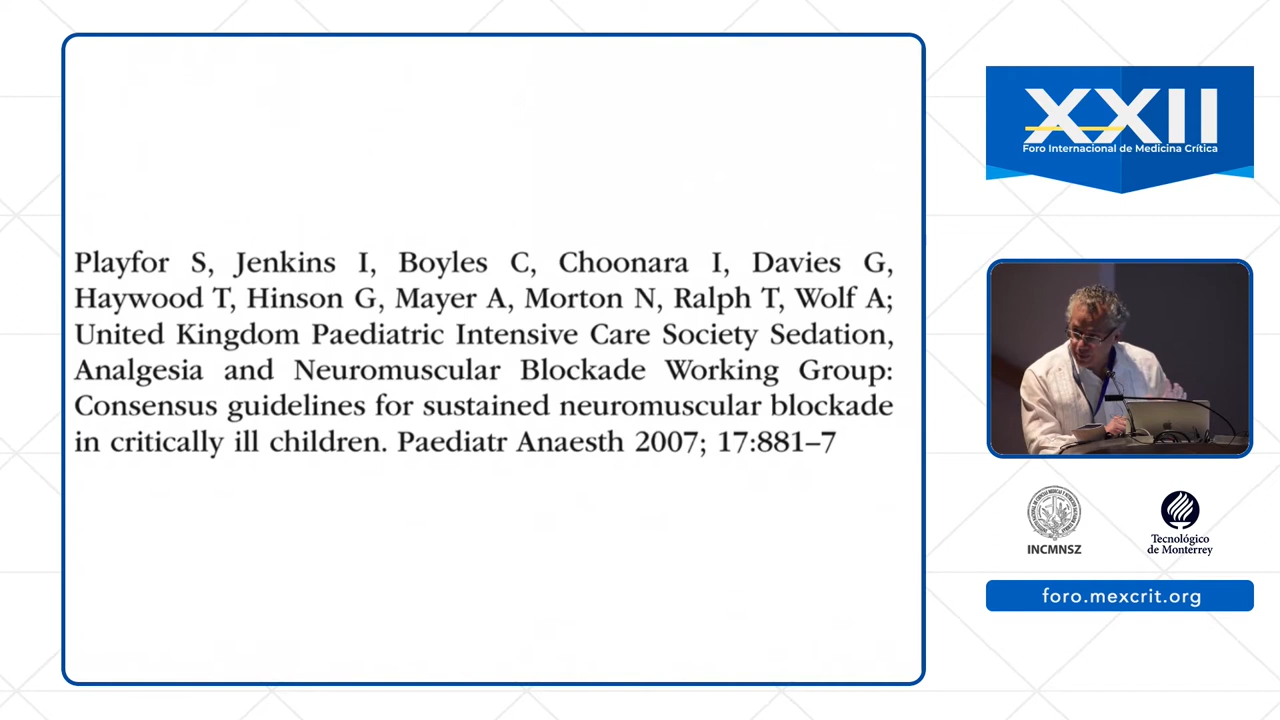 Playfor S, Jenkins I, Boyles C, Choonara I, Davies G,
Haywood T, Hinson G, Mayer A, Morton N, Ralph T, Wolf A;
United Kingdom Paediatric Intensive Care Society Sedation,
Analgesia and Neuromuscular Blockade Working Group:
Consensus guidelines for sustained neuromuscular blockade
in critically ill children. Paediatr Anaesth 2007; 17:881–7
XXII
Foro Internacional de Medicina Crítica
INCMNSZ
Tecnológico
de Monterrey
foro.mexcrit.org